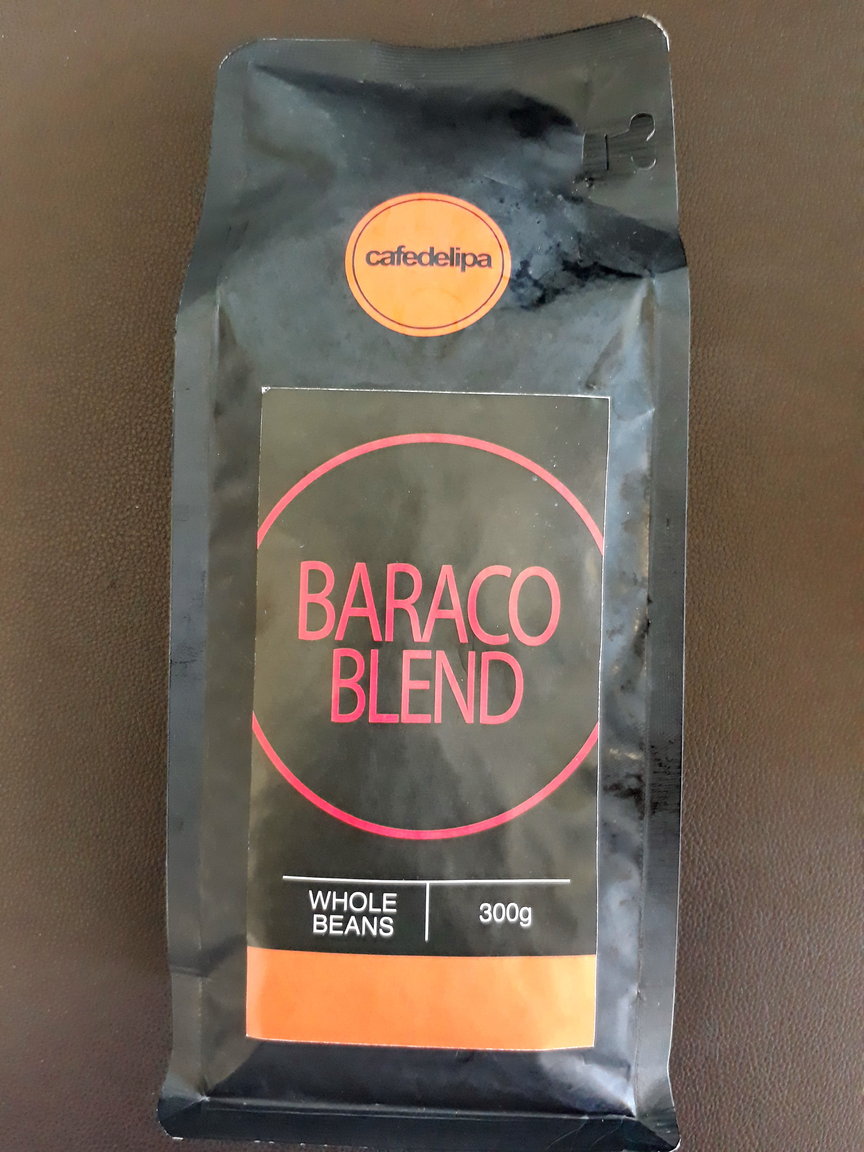 cafedelipa
BARACO
BLEND
WHOLE
BEANS
300g